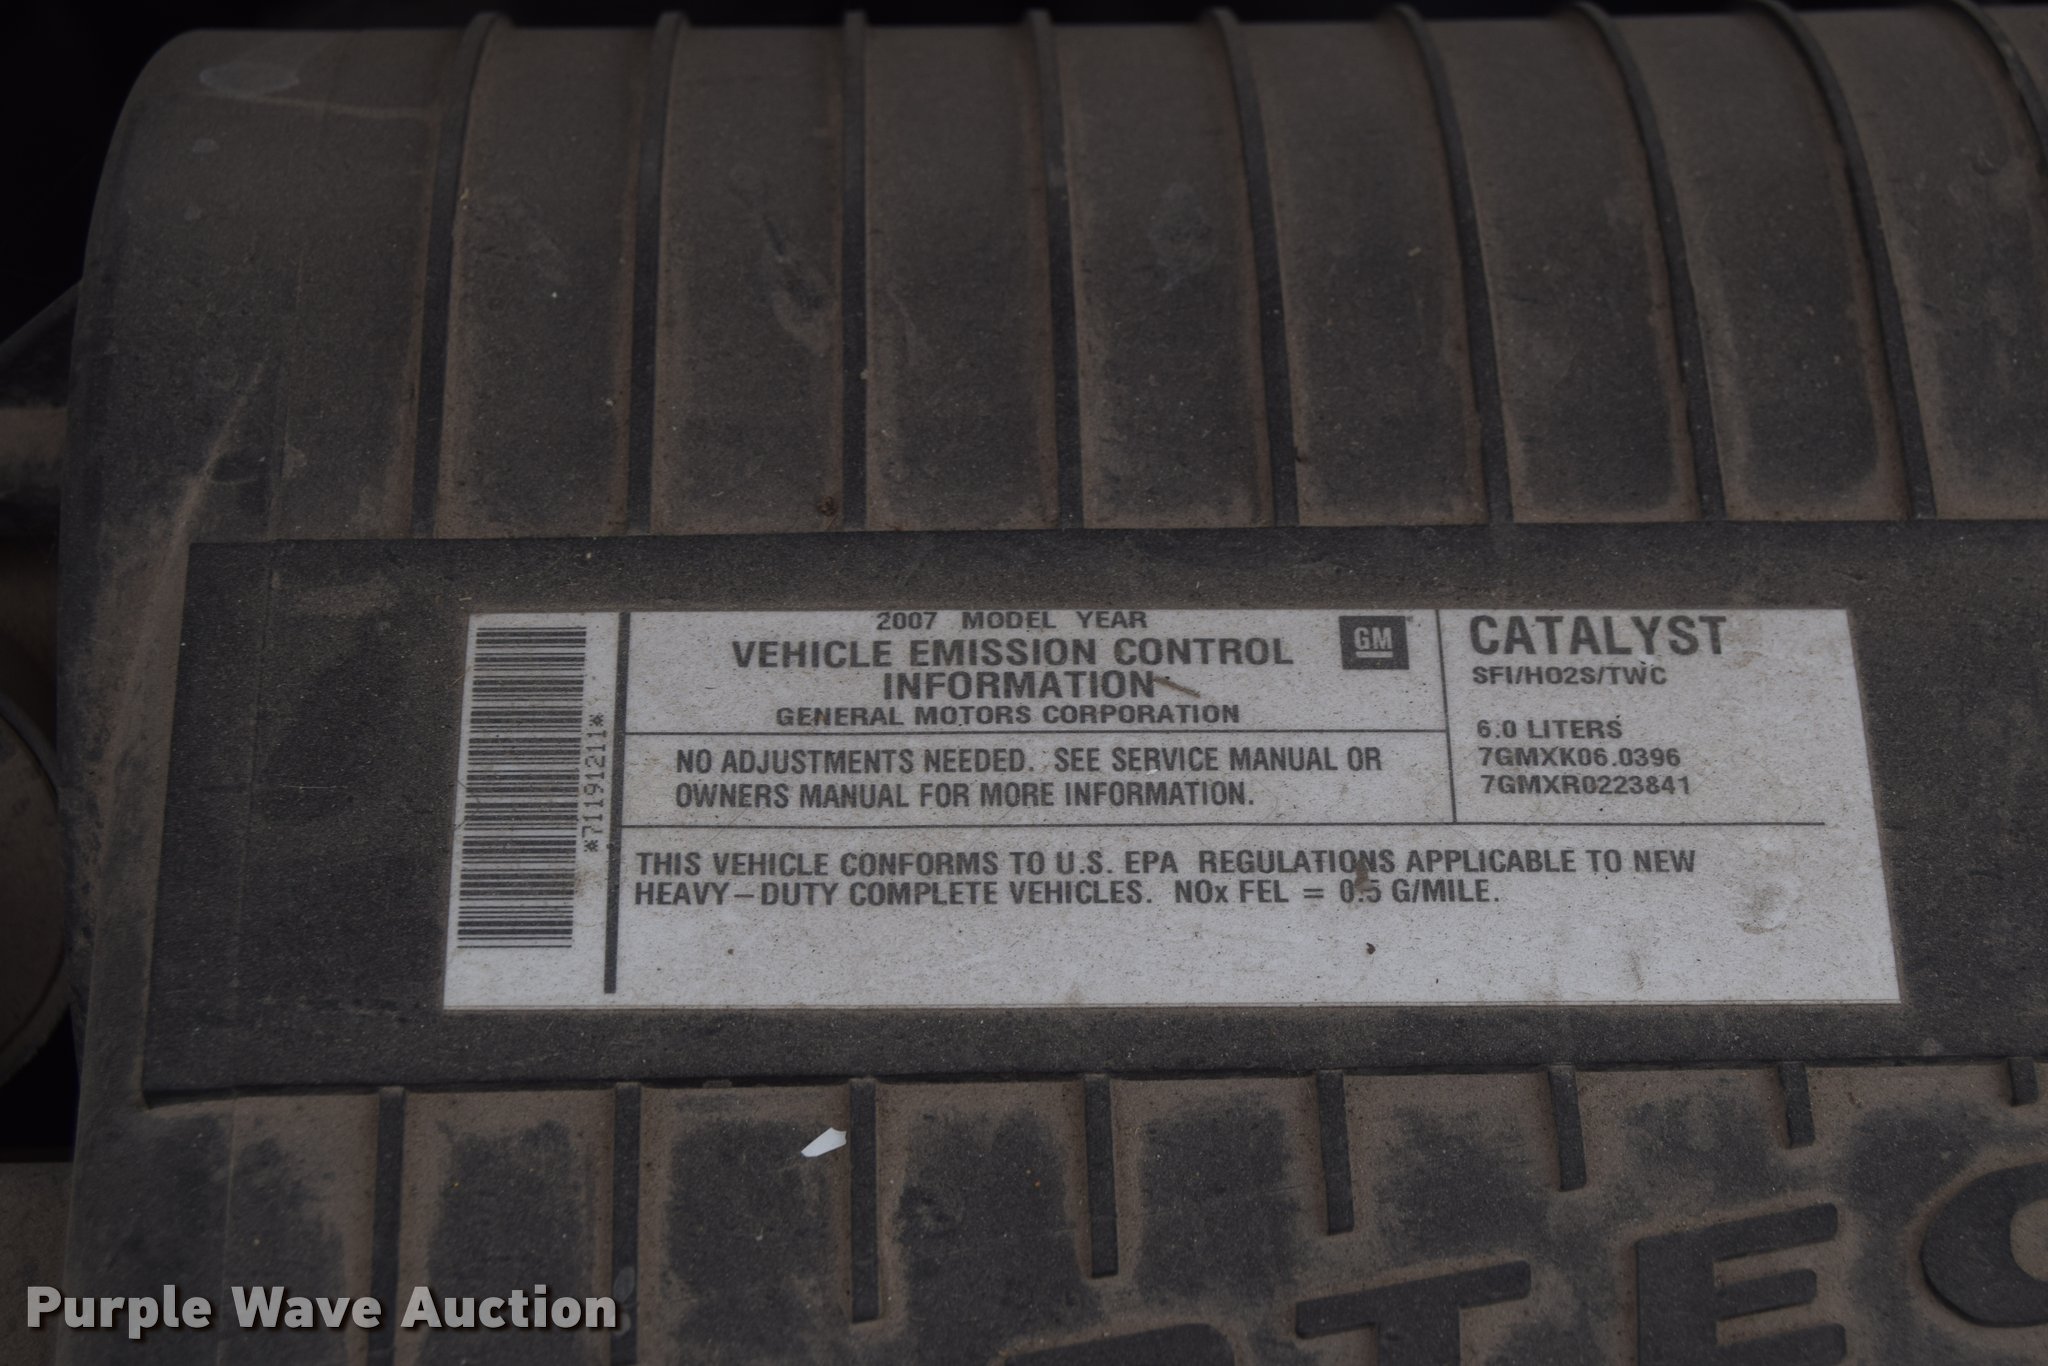 2007 MODEL YEAR
VEHICLE EMISSION CONTROL
INFORMATION
GENERAL MOTORS CORPORATION
GM
NO ADJUSTMENTS NEEDED. SEE SERVICE MANUAL OR
OWNERS MANUAL FOR MORE INFORMATION.
CATALYST
SFI/HO2S/TWC
6.0 LITERS
7GMXK06.0396
7GMXR0223841
*71191211*
THIS VEHICLE CONFORMS TO U.S. EPA REGULATIONS APPLICABLE TO NEW
HEAVY-DUTY COMPLETE VEHICLES. NOx FEL = 0.5 G/MILE.
Purple Wave Auction